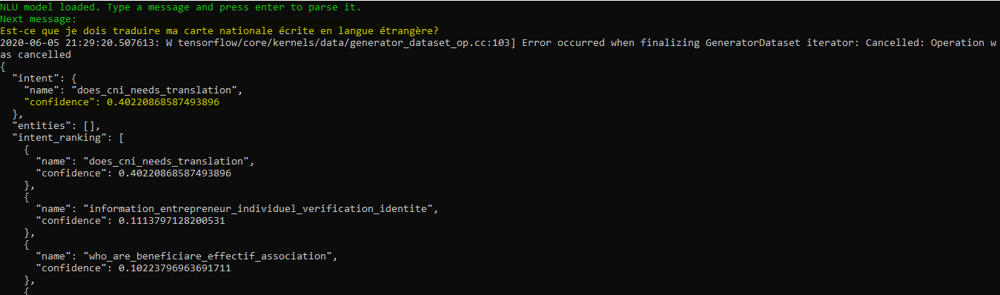 NLU model loaded. Type a message and press enter to parse it.
Next message:
Est-ce que je dois traduire ma carte nationale écrite en langue étrangère?
2020-06-05 21:29:20.507613: W tensorflow/core/kernels/data/generator_dataset_op.cc:103] Error occurred when finalizing GeneratorDataset iterator: Cancelled: Operation w
as cancelled
{
  "intent": {
    "name": "does_cni_needs_translation",
    "confidence": 0.40220868587493896
  },
  "entities": [],
  "intent_ranking": [
    {
      "name": "does_cni_needs_translation",
      "confidence": 0.40220868587493896
    },
    {
      "name": "information_entrepreneur_individuel_verification_identite",
      "confidence": 0.1113797128200531
    },
    {
      "name": "who_are_beneficiare_effectif_association",
      "confidence": 0.10223796963691711
    },
    {